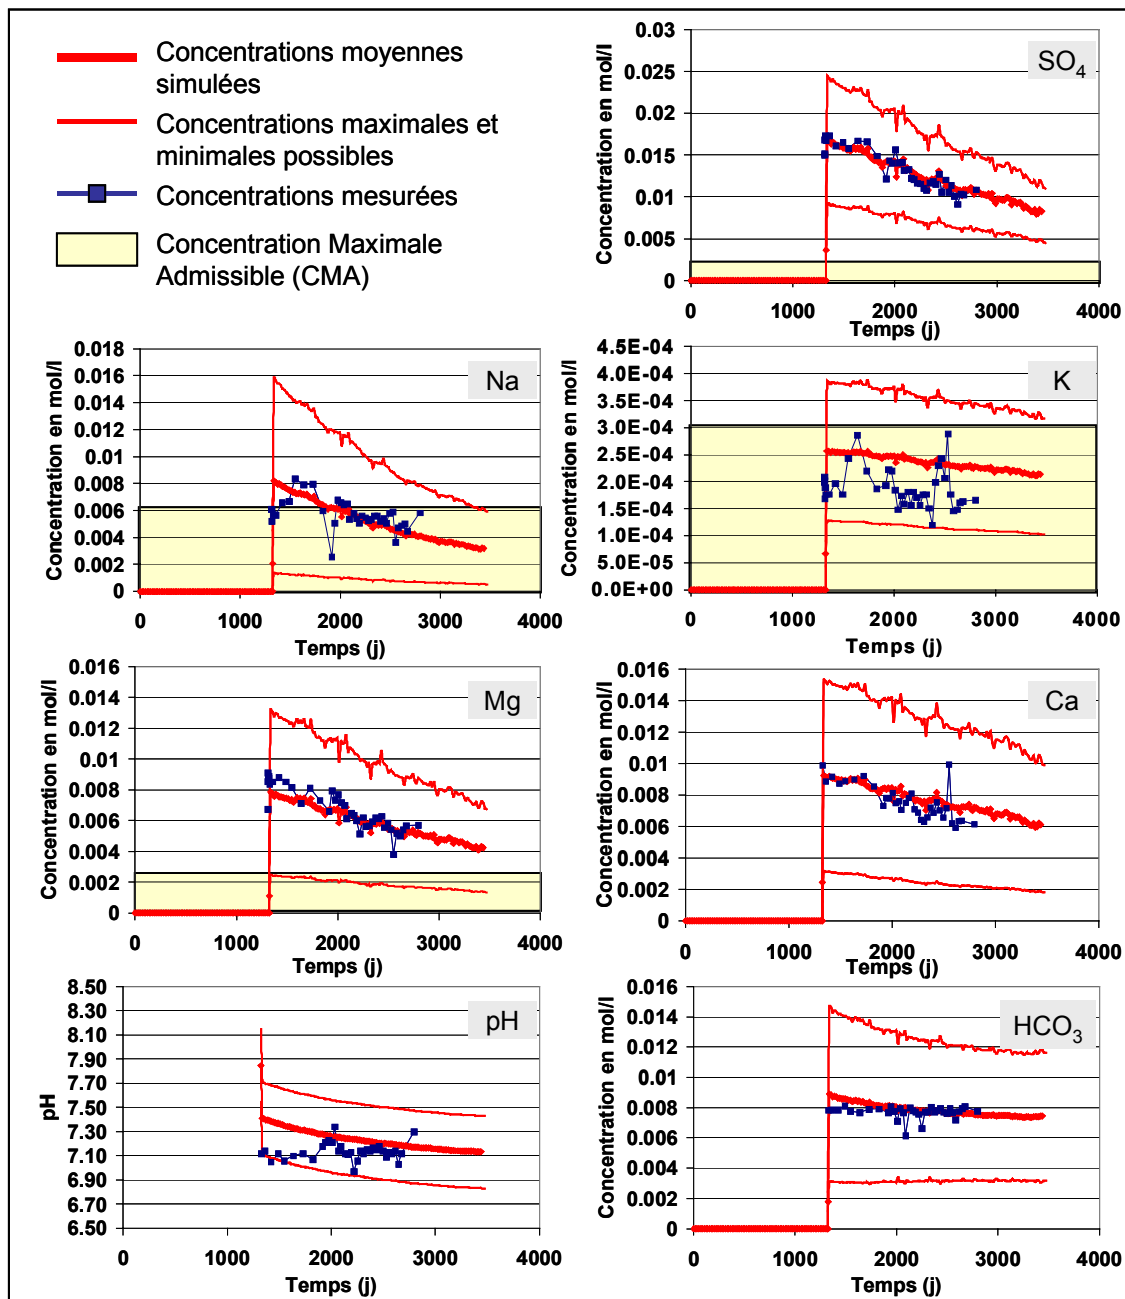 Concentrations moyennes
simulées
Concentrations maximales et
minimales possibles
Concentrations mesurées
Concentration Maximale
Admissible (CMA)
SO4
Concentration en mol/l
0.03
0.025
0.02
0.015
0.01
0.005
0
0 1000 2000 3000 4000
Temps (j)
Na
Concentration en mol/l
0.018
0.016
0.014
0.012
0.01
0.008
0.006
0.004
0.002
0
0 1000 2000 3000 4000
Temps (j)
K
Concentration en mol/l
4.5E-04
4.0E-04
3.5E-04
3.0E-04
2.5E-04
2.0E-04
1.5E-04
1.0E-04
5.0E-05
0.0E+00
0 1000 2000 3000 4000
Temps (j)
Mg
Concentration en mol/l
0.016
0.014
0.012
0.01
0.008
0.006
0.004
0.002
0
0 1000 2000 3000 4000
Temps (j)
Ca
Concentration en mol/l
0.016
0.014
0.012
0.01
0.008
0.006
0.004
0.002
0
0 1000 2000 3000 4000
Temps (j)
pH
pH
8.50
8.30
8.10
7.90
7.70
7.50
7.30
7.10
6.90
6.70
6.50
0 1000 2000 3000 4000
Temps (j)
HCO3
Concentration en mol/l
0.016
0.014
0.012
0.01
0.008
0.006
0.004
0.002
0
0 1000 2000 3000 4000
Temps (j)